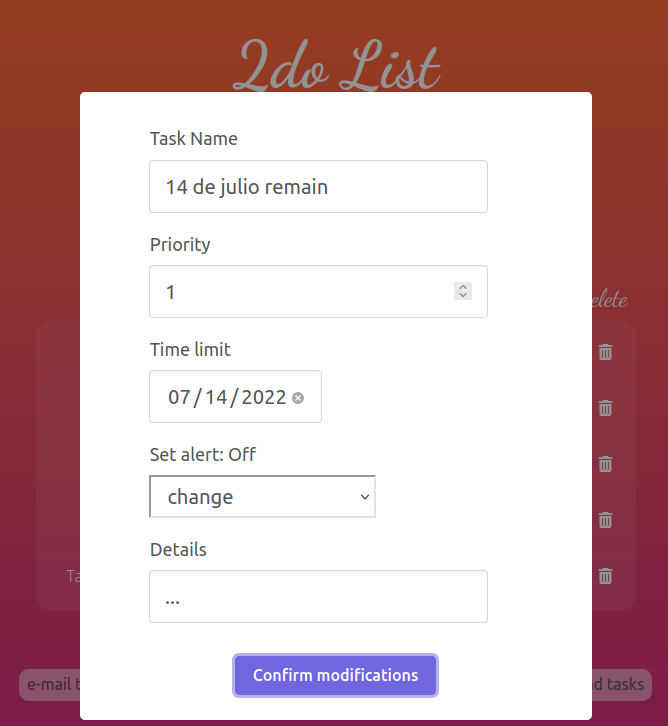 2do List
Task Name
14 de julio remain
Priority
1
elete
Time limit
07/14/2022
Set alert: Off
change
Details
Ta
...
Confirm modifications
e-mail t
d tasks